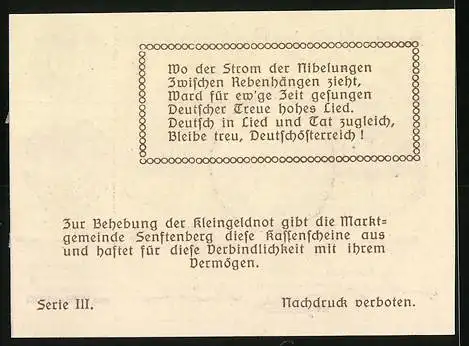 Wo der Strom der Nibelungen
Zwischen Rebenhängen zieht,
Ward für ew'ge Zeit gesungen
Deutscher Treue hohes Lied.
Deutsch in Lied und Tat zugleich,
Bleibe treu, Deutschösterreich!
Zur Behebung der Kleingeldnot gibt die Markt=
gemeinde Senftenberg diese Kassenscheine aus
und haftet für diese Verbindlichkeit mit ihrem
Vermögen.
Serie III.
Nachdruck verboten.